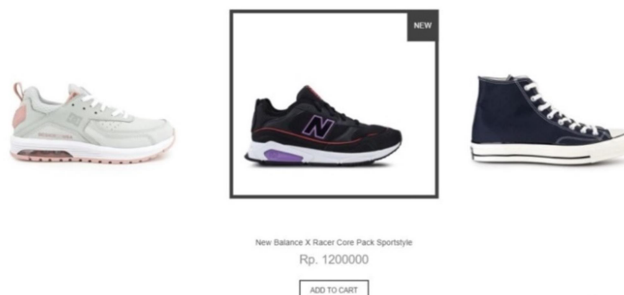 NEW
N
New Balance X Racer Core Pack Sportstyle
Rp. 1200000
ADD TO CART